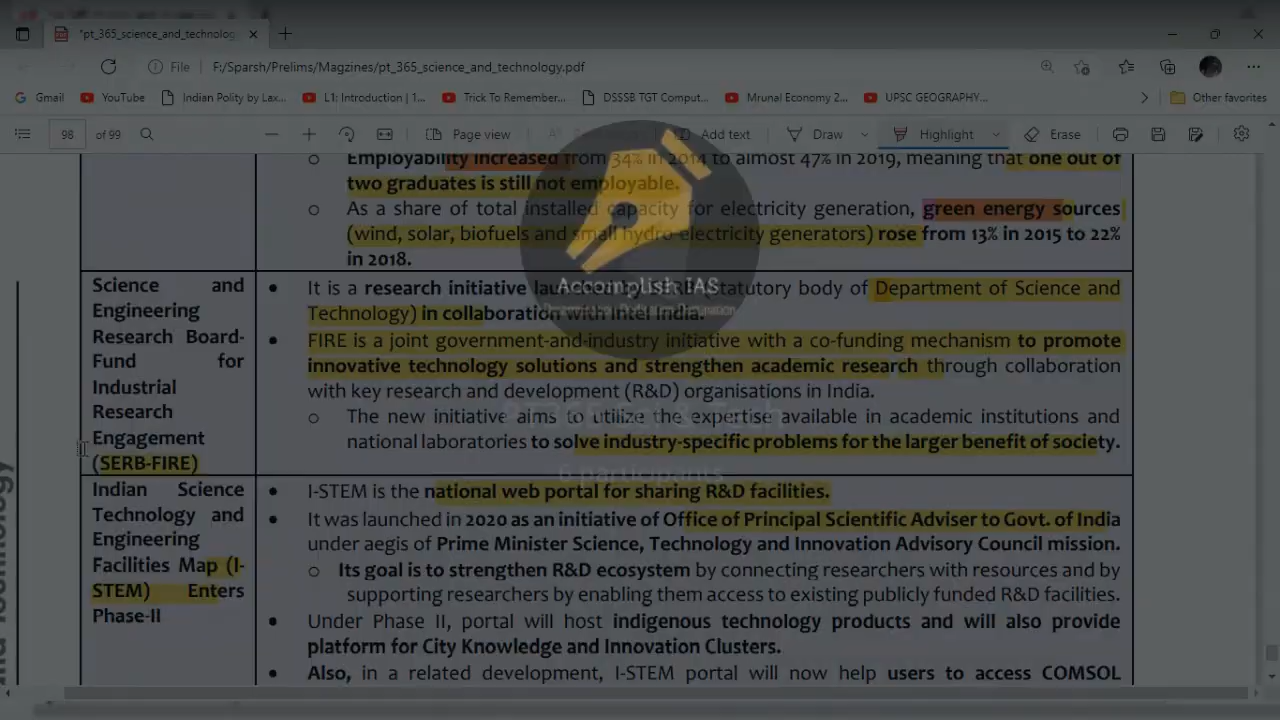 *pt_365_science_and_technolog
File F:/Sparsh/Prelims/Magzines/pt_365_science_and_technology.pdf
Gmail YouTube Indian Polity by Lax... L1: Introduction | 1... Trick To Remember... DSSSB TGT Comput... Mrunal Economy 2... UPSC GEOGRAPHY... Other favorites
98 of 99 Page view Add text Draw Highlight Erase
Employability increased from 34% in 2014 to almost 47% in 2019, meaning that one out of
two graduates is still not employable.
As a share of total installed capacity for electricity generation, green energy sources
(wind, solar, biofuels and small hydro electricity generators) rose from 13% in 2015 to 22%
in 2018.
Accomplish IAS
Science and
Engineering
Research Board-
Fund for
Industrial
Research
Engagement
(SERB-FIRE)
It is a research initiative launched by SERB (statutory body of Department of Science and
Technology) in collaboration with Intel India.
FIRE is a joint government-and-industry initiative with a co-funding mechanism to promote
innovative technology solutions and strengthen academic research through collaboration
with key research and development (R&D) organisations in India.
The new initiative aims to utilize the expertise available in academic institutions and
national laboratories to solve industry-specific problems for the larger benefit of society.
PT365 Sci & Tech
6 participants
Indian Science
Technology and
Engineering
Facilities Map (I-
STEM) Enters
Phase-II
I-STEM is the national web portal for sharing R&D facilities.
It was launched in 2020 as an initiative of Office of Principal Scientific Adviser to Govt. of India
under aegis of Prime Minister Science, Technology and Innovation Advisory Council mission.
Its goal is to strengthen R&D ecosystem by connecting researchers with resources and by
supporting researchers by enabling them access to existing publicly funded R&D facilities.
Under Phase II, portal will host indigenous technology products and will also provide
platform for City Knowledge and Innovation Clusters.
Also, in a related development, I-STEM portal will now help users to access COMSOL